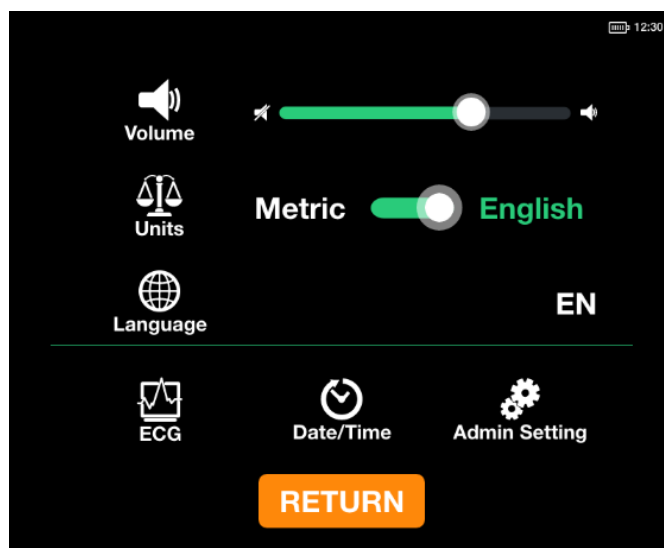 12:30
Volume
Metric English
Units
EN
Language
ECG Date/Time Admin Setting
RETURN